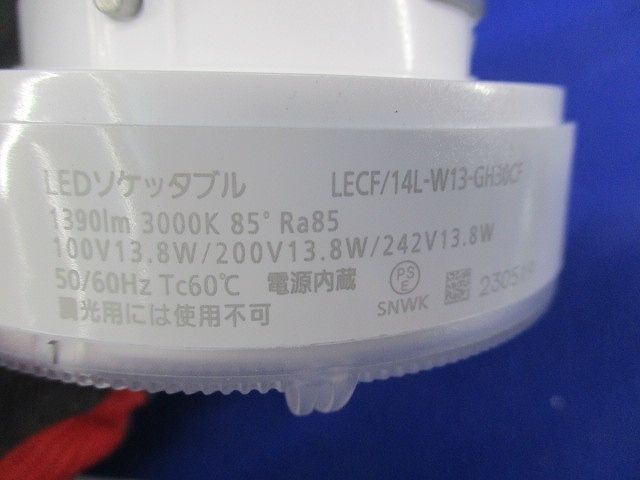 LEDソケッタブル LECF/14L-W13-GH30CF
1390lm 3000K 85° Ra85
100V13.8W/200V13.8W/242V13.8W
50/60Hz Tc60℃ 電源内蔵
PS
E
SNWK
調光用には使用不可
1